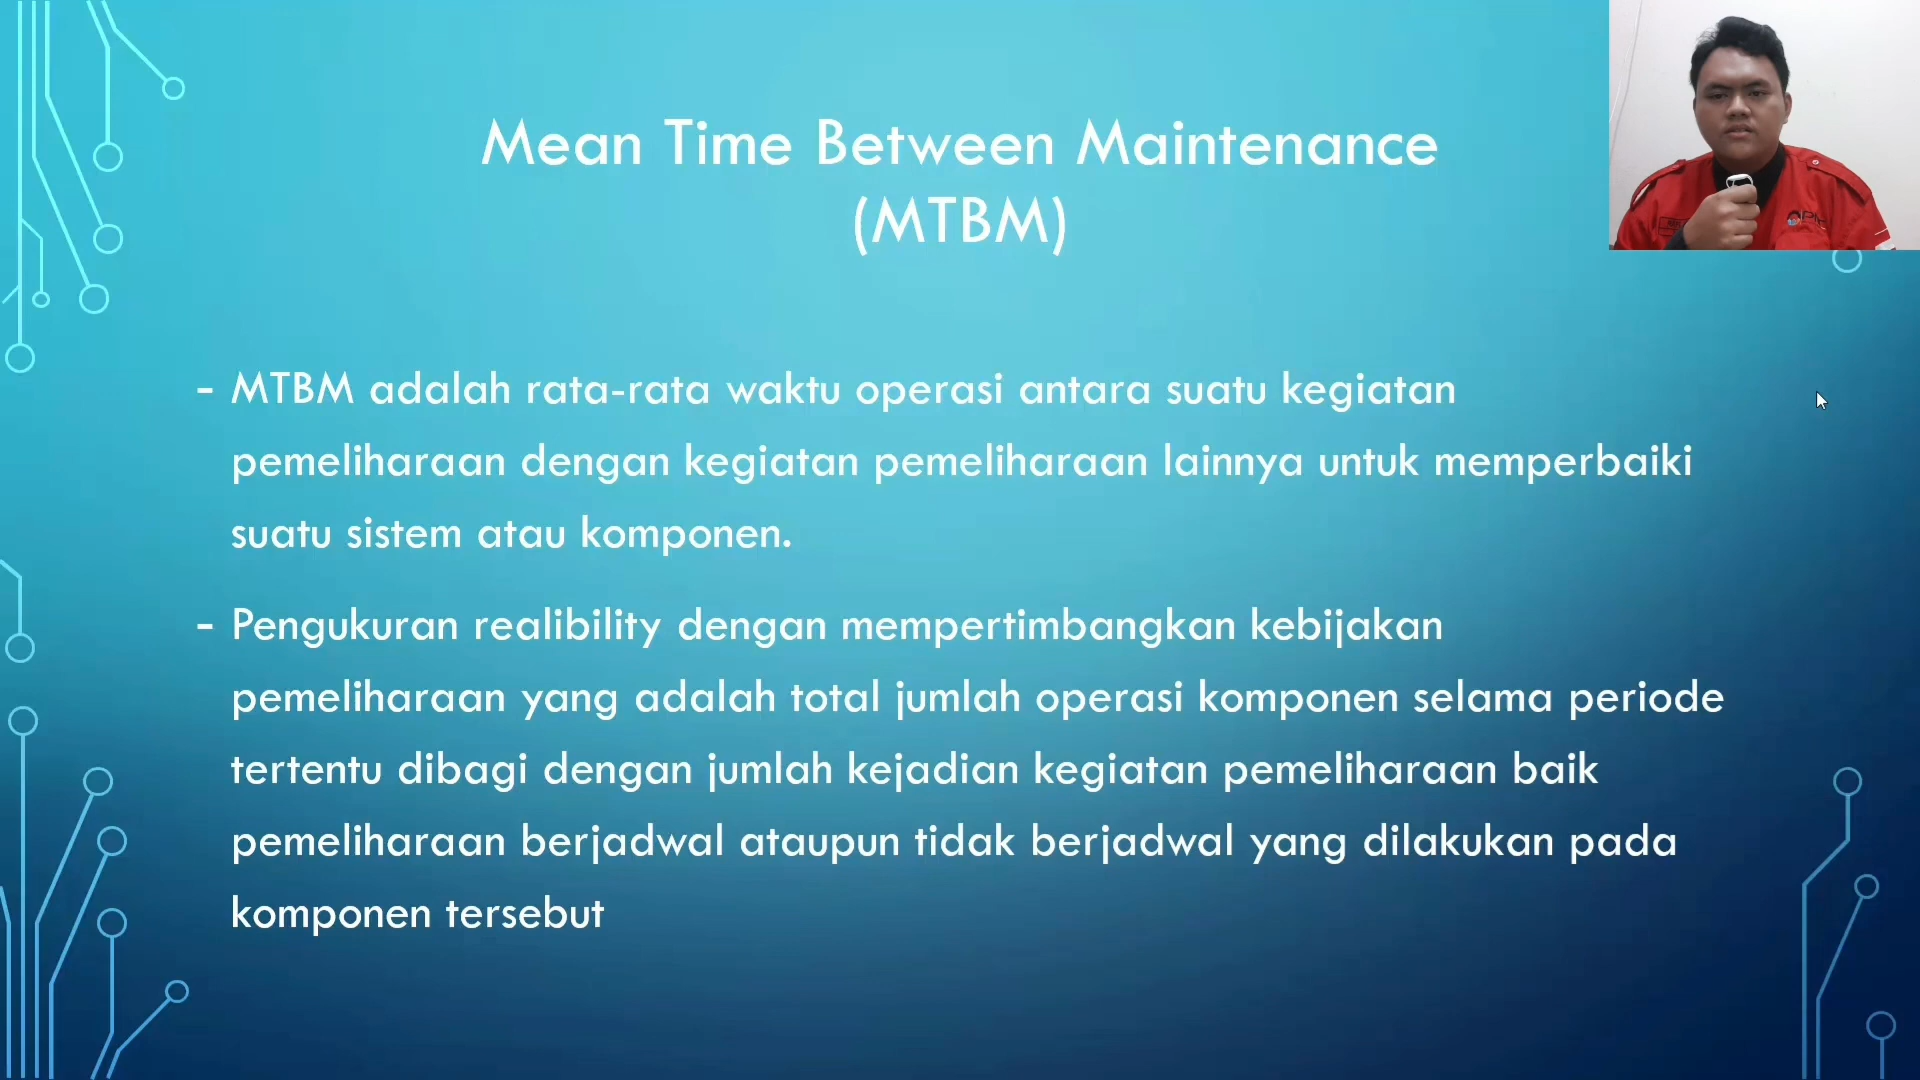 Mean Time Between Maintenance
(MTBM)
- MTBM adalah rata-rata waktu operasi antara suatu kegiatan
pemeliharaan dengan kegiatan pemeliharaan lainnya untuk memperbaiki
suatu sistem atau komponen.
- Pengukuran realibility dengan mempertimbangkan kebijakan
pemeliharaan yang adalah total jumlah operasi komponen selama periode
tertentu dibagi dengan jumlah kejadian kegiatan pemeliharaan baik
pemeliharaan berjadwal ataupun tidak berjadwal yang dilakukan pada
komponen tersebut